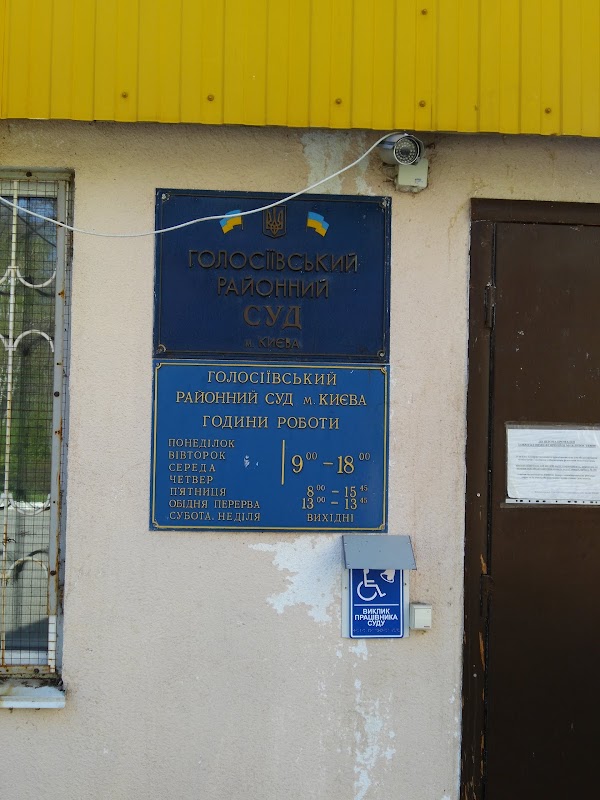 ГОЛОСІЇВСЬКИЙ
РАЙОННИЙ
СУД
м. КИЄВА
ГОЛОСІЇВСЬКИЙ
РАЙОННИЙ СУД м. КИЄВА
ГОДИНИ РОБОТИ
ПОНЕДІЛОК
ВІВТОРОК
СЕРЕДА
ЧЕТВЕР
9⁰⁰ – 18⁰⁰
П'ЯТНИЦЯ 8⁰⁰ – 15⁴⁵
ОБІДНЯ ПЕРЕРВА 13⁰⁰ – 13⁴⁵
СУБОТА. НЕДІЛЯ ВИХІДНІ
ВИКЛИК
ПРАЦІВНИКА
СУДУ